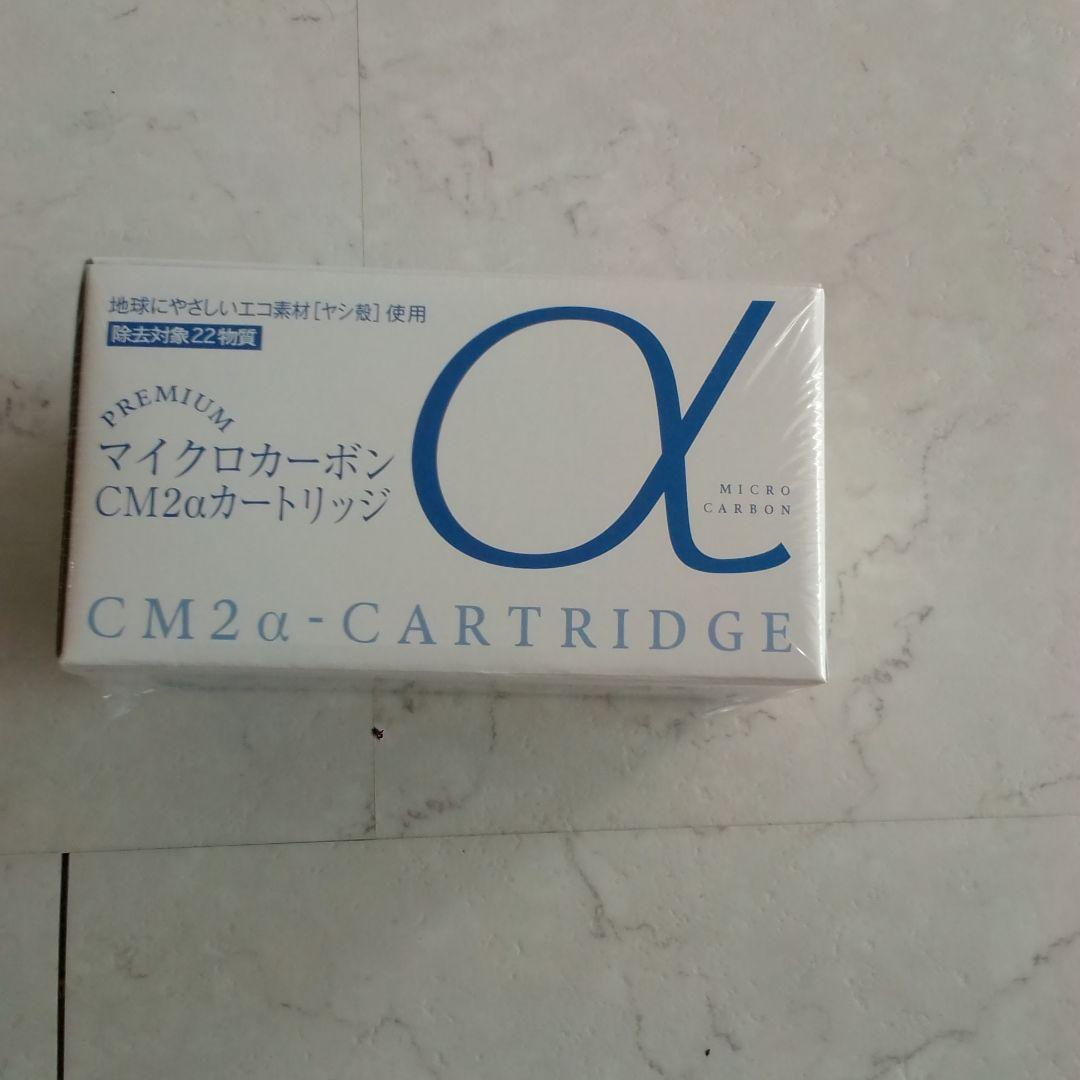 地球にやさしいエコ素材[ヤシ殻]使用
除去対象22物質
PREMIUM
マイクロカーボン
CM2αカートリッジ
α
MICRO
CARBON
CM2α-CARTRIDGE